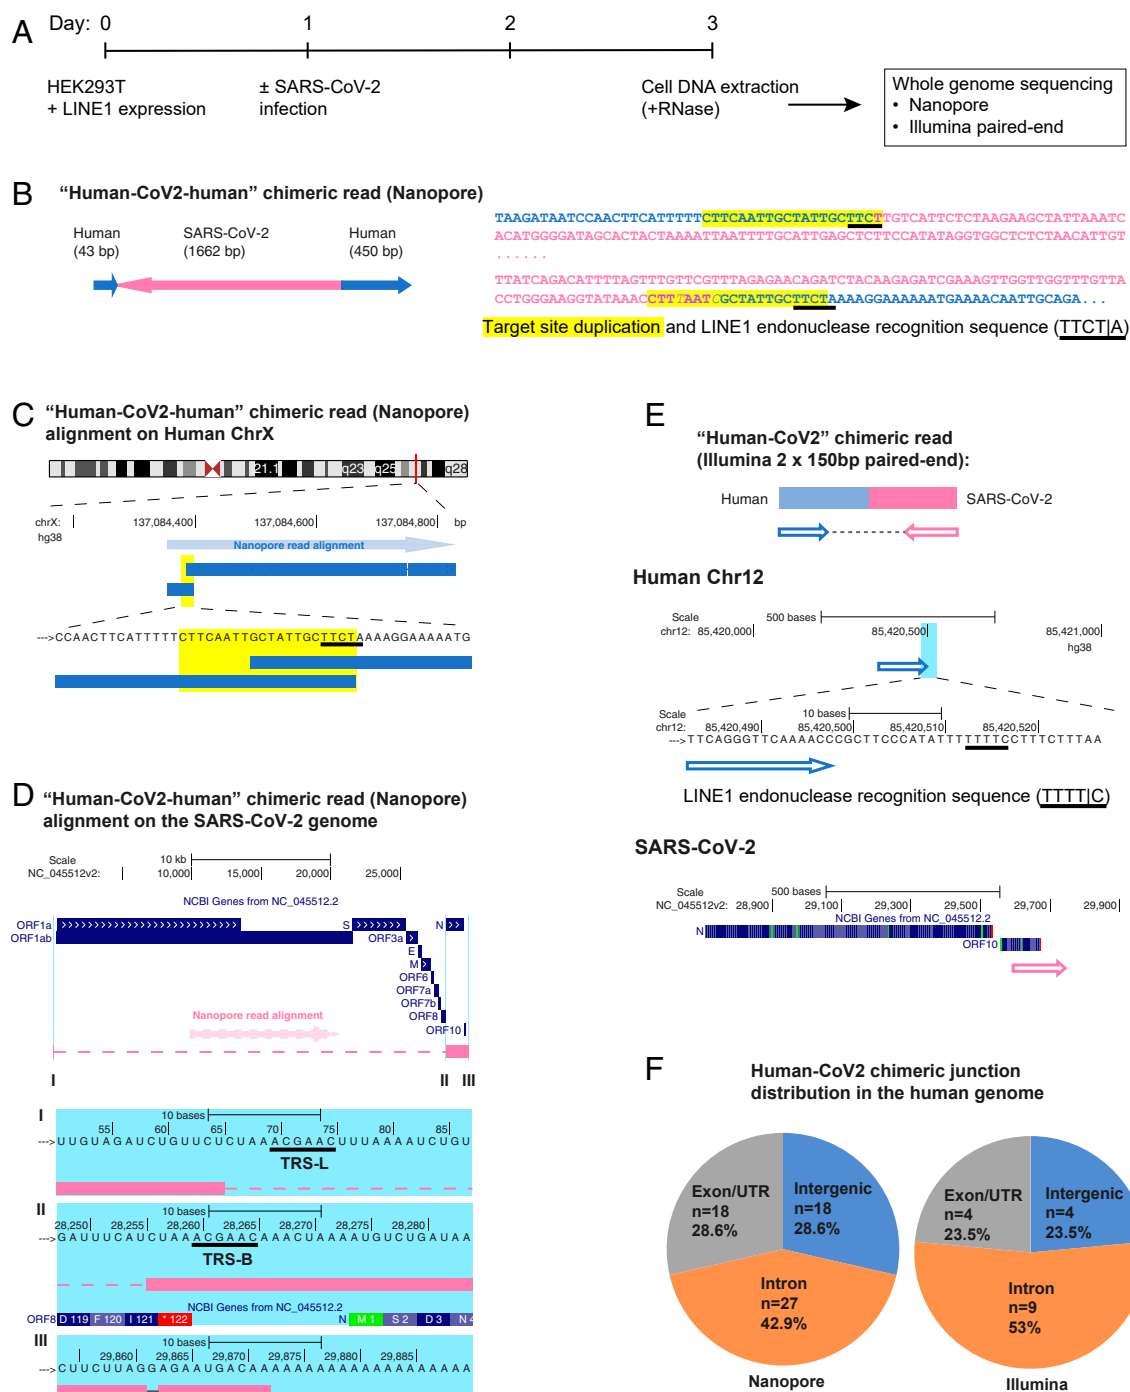 A
Day: 0 1 2 3
HEK293T
+ LINE1 expression
± SARS-CoV-2
infection
Cell DNA extraction
(+RNase)
Whole genome sequencing
• Nanopore
• Illumina paired-end
B
“Human-CoV2-human” chimeric read (Nanopore)
Human
(43 bp)
SARS-CoV-2
(1662 bp)
Human
(450 bp)
TAAGATAATCCAACTTCATTTTTCTTCAATTGCTATTGCTTCTTGTCATTCTCTAAGAAGCTATTAAATC
ACATGGGGATAGCACTACTAAAATTAATTTTGCATTGAGCTCTTCCATATAGGTGGCTCTCTAACATTGT
......
TTATCAGACATTTTAGTTTGTTCGTTTAGAGAACAGATCTACAAGAGATCGAAAGTTGGTTGGTTTGTTA
CCTGGGAAGGTATAAACCTTTAATCGCTATTGCTTCTAAAAGGAAAAAATGAAAACAATTGCAGA...
Target site duplication and LINE1 endonuclease recognition sequence (TTCT|A)
C
“Human-CoV2-human” chimeric read (Nanopore)
alignment on Human ChrX
21.1 q23 q25 q28
chrX: 137,084,400 137,084,600 137,084,800 bp
hg38
Nanopore read alignment
--->CCAACTTCATTTTTCTTCAATTGCTATTGCTTCTAAAAGGAAAAATG
D
“Human-CoV2-human” chimeric read (Nanopore)
alignment on the SARS-CoV-2 genome
Scale 10 kb
NC_045512v2: 10,000 15,000 20,000 25,000
NCBI Genes from NC_045512.2
ORF1a S N
ORF1ab ORF3a
E
M
ORF6
ORF7a
ORF7b
ORF8
ORF10
Nanopore read alignment
I II III
I
10 bases
55 60 65 70 75 80 85
--->UUGUAGAUCUGUUCUCUAAACGAACUUUAAAAUCUGU
TRS-L
II
10 bases
28,250 28,255 28,260 28,265 28,270 28,275 28,280
--->GAUUUCAUCUAAACGAACAAACUAAAAUGUCUGAUAA
TRS-B
NCBI Genes from NC_045512.2
ORF8 D 119 F 120 I 121 * 122 N M 1 S 2 D 3 N 4
III
10 bases
29,860 29,865 29,870 29,875 29,880 29,885
--->CUUCUUAGGAGAAUGACAAAAAAAAAAAAAAAAAAAA
E
“Human-CoV2” chimeric read
(Illumina 2 x 150bp paired-end):
Human SARS-CoV-2
Human Chr12
Scale 500 bases
chr12: 85,420,000 85,420,500 85,421,000
hg38
Scale 10 bases
chr12: 85,420,490 85,420,500 85,420,510 85,420,520
--->TTCAGGGTTCAAAACCCGCTTCCCATATTTTTTTCCTTTCTTTAA
LINE1 endonuclease recognition sequence (TTTT|C)
SARS-CoV-2
Scale 500 bases
NC_045512v2: 28,900 29,100 29,300 29,500 29,700 29,900
NCBI Genes from NC_045512.2
N
ORF10
F
Human-CoV2 chimeric junction
distribution in the human genome
Exon/UTR
n=18
28.6%
Intergenic
n=18
28.6%
Intron
n=27
42.9%
Nanopore
Exon/UTR
n=4
23.5%
Intergenic
n=4
23.5%
Intron
n=9
53%
Illumina